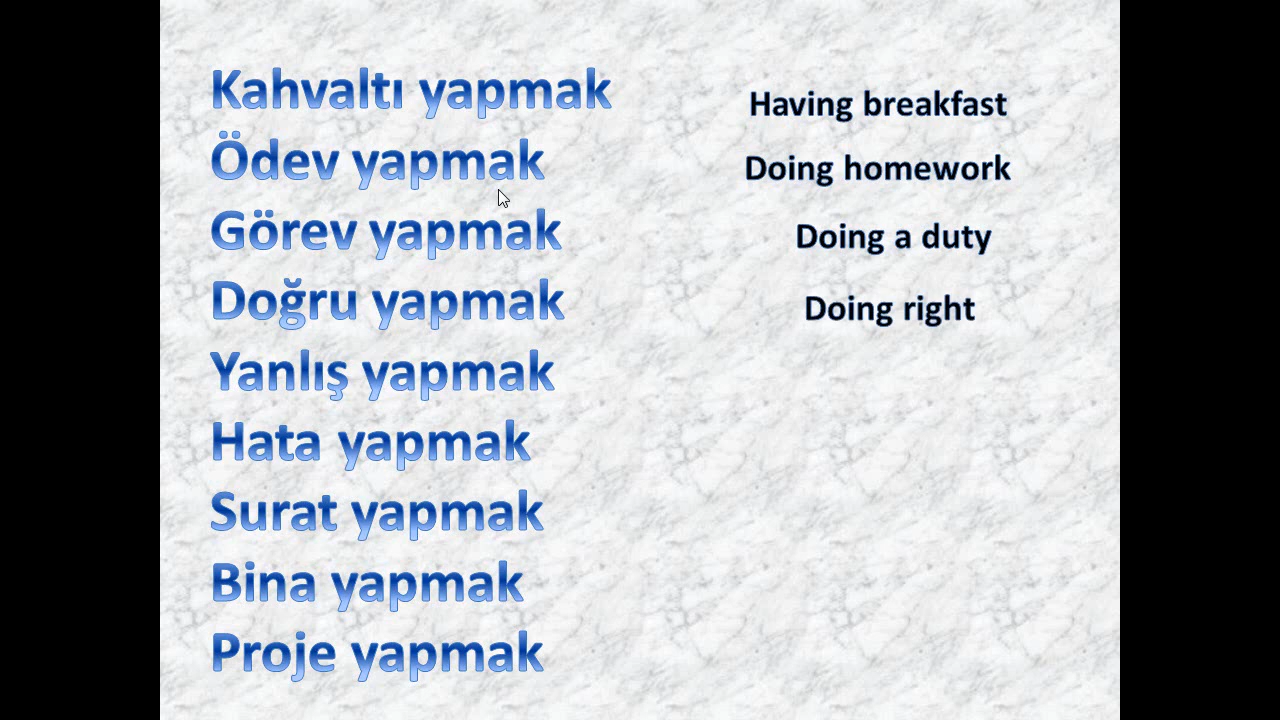 Kahvaltı yapmak
Having breakfast
Ödev yapmak
Doing homework
Görev yapmak
Doing a duty
Doğru yapmak
Doing right
Yanlış yapmak
Hata yapmak
Surat yapmak
Bina yapmak
Proje yapmak